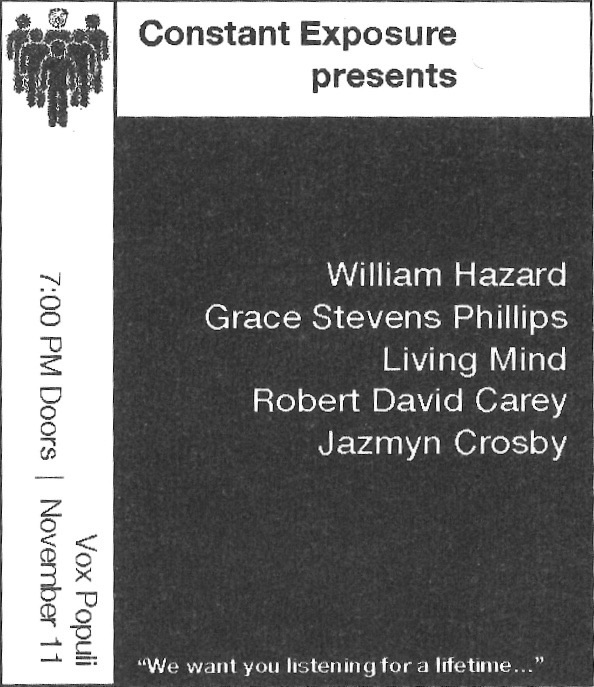 Constant Exposure
presents
William Hazard
Grace Stevens Phillips
Living Mind
Robert David Carey
Jazmyn Crosby
Vox Populi
7:00 PM Doors | November 11
“We want you listening for a lifetime...”